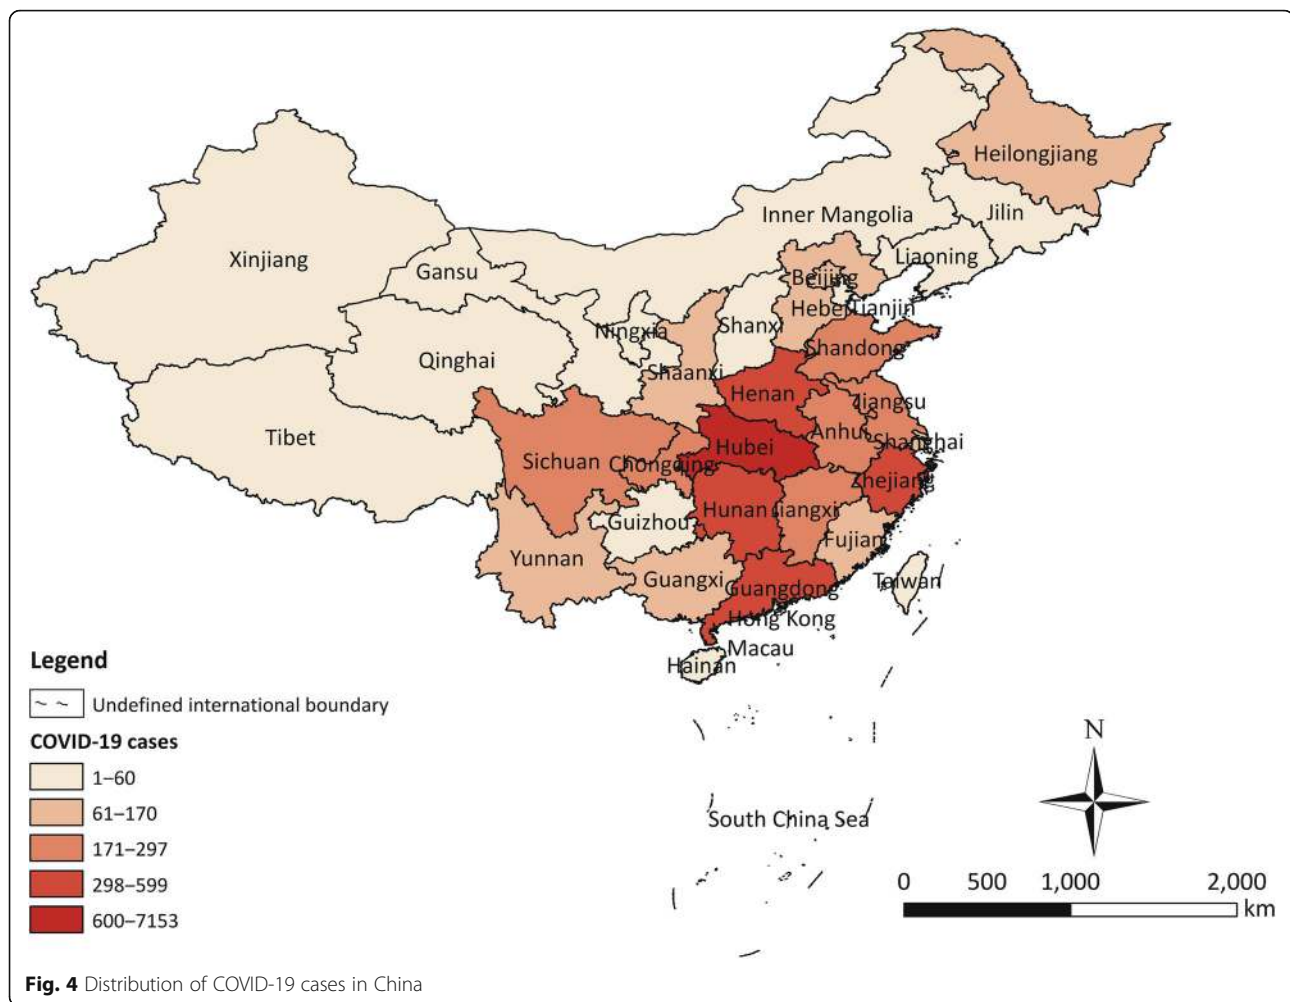 Heilongjiang
Inner Mangolia
Jilin
Xinjiang
Gansu
Liaoning
Beijing
Hebei
Tianjin
Ningxia
Shanxi
Shandong
Qinghai
Shaanxi
Henan
Jiangsu
Tibet
Anhui
Shanghai
Hubei
Sichuan
Chongqing
Zhejiang
Hunan
Jiangxi
Guizhou
Fujian
Yunnan
Guangxi
Guangdong
Taiwan
Hong Kong
Macau
Hainan
Legend
Undefined international boundary
COVID-19 cases
1–60
61–170
171–297
298–599
600–7153
N
South China Sea
0 500 1,000 2,000
km
Fig. 4 Distribution of COVID-19 cases in China